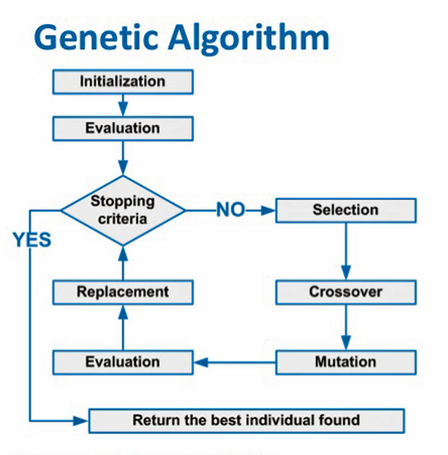 Genetic Algorithm
Initialization
Evaluation
Stopping
criteria
NO
Selection
YES
Replacement
Crossover
Evaluation
Mutation
Return the best individual found